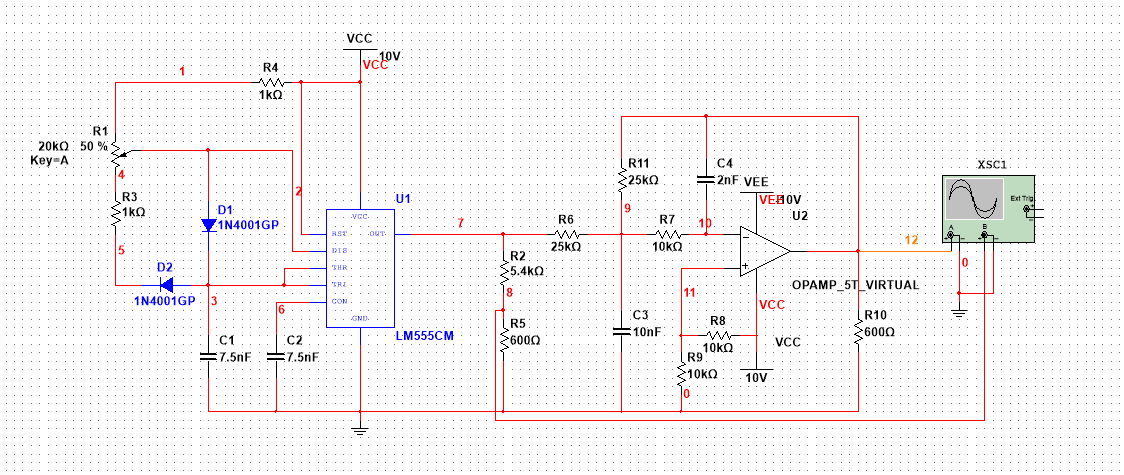 VCC
10V
VCC
1
R4
1kΩ
R1
20kΩ
50 %
Key=A
4
R3
1kΩ
5
D1
1N4001GP
D2
1N4001GP
3
2
6
C1
7.5nF
C2
7.5nF
U1
VCC
RST
OUT
DIS
THR
TRI
CON
GND
LM555CM
7
R2
5.4kΩ
8
R5
600Ω
R6
25kΩ
9
R11
25kΩ
C4
2nF
R7
10kΩ
10
C3
10nF
VEE
VEE
10V
U2
OPAMP_5T_VIRTUAL
11
VCC
R8
10kΩ
VCC
10V
R9
10kΩ
0
R10
600Ω
12
XSC1
Ext Trig
A
B
0